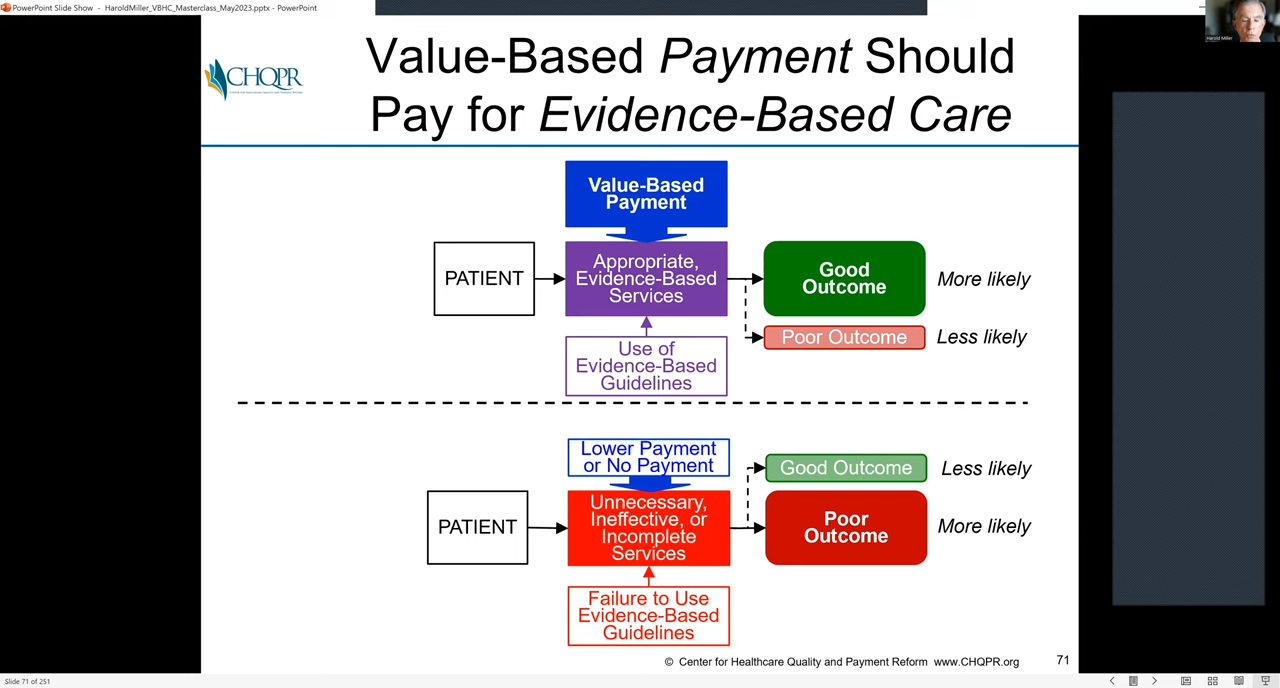 PowerPoint Slide Show - HaroldMiller_VBHC_Masterclass_May2023.pptx - PowerPoint
Harold Miller
CHQPR
Value-Based Payment Should
Pay for Evidence-Based Care
Value-Based
Payment
PATIENT
Appropriate,
Evidence-Based
Services
Good
Outcome
More likely
Poor Outcome
Less likely
Use of
Evidence-Based
Guidelines
Lower Payment
or No Payment
Good Outcome
Less likely
PATIENT
Unnecessary,
Ineffective, or
Incomplete
Services
Poor
Outcome
More likely
Failure to Use
Evidence-Based
Guidelines
© Center for Healthcare Quality and Payment Reform www.CHQPR.org
71
Slide 71 of 251